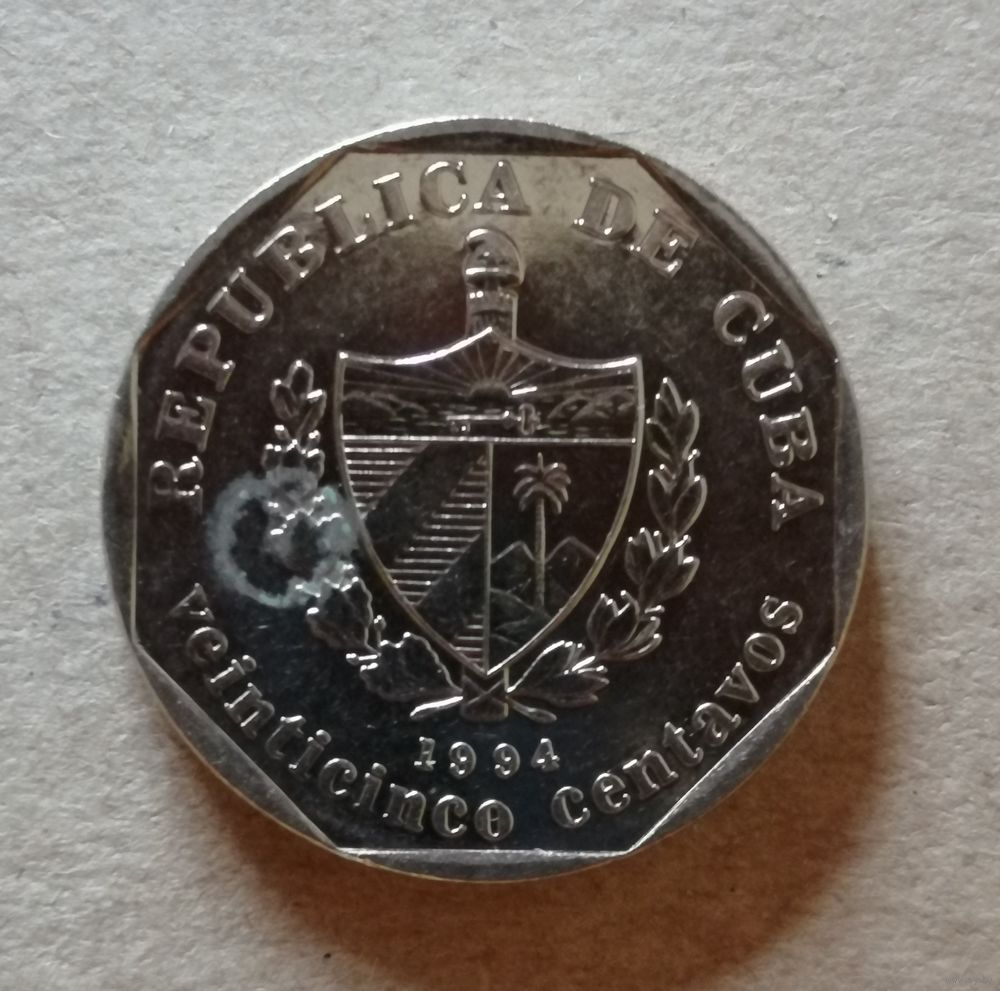 REPUBLICA DE CUBA
1994
veinticinco centavos